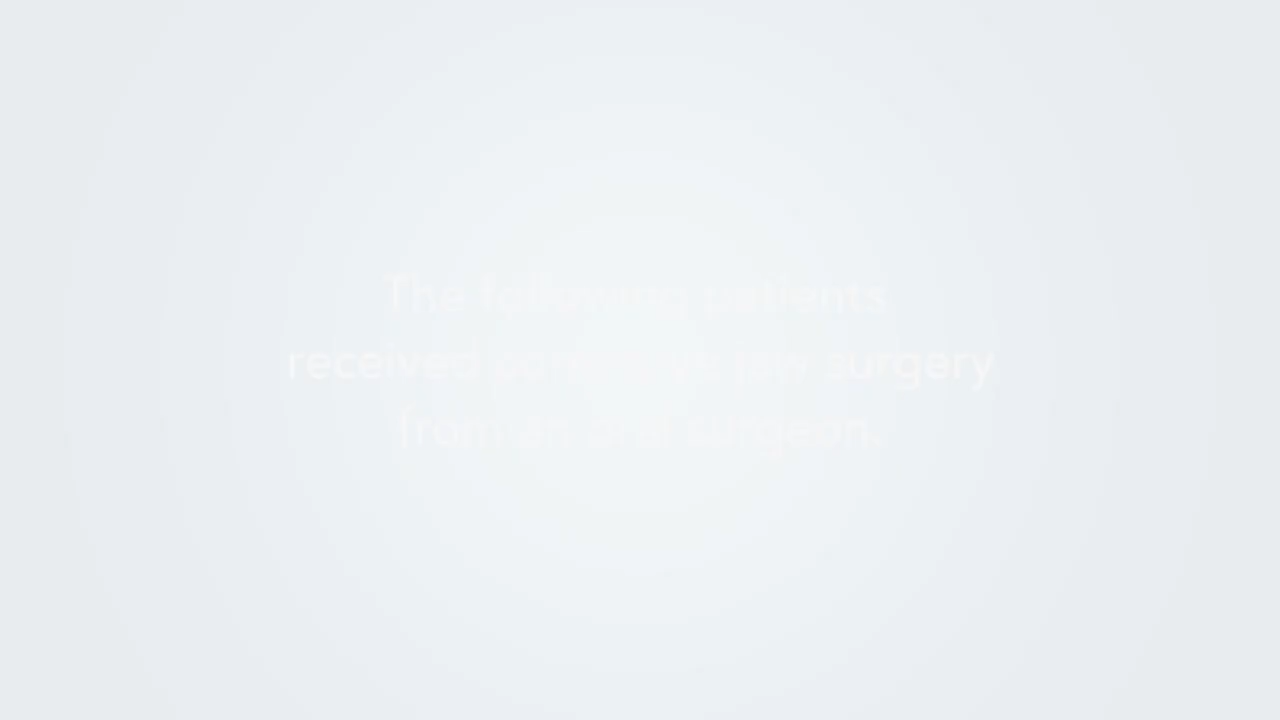 The following patients
received corrective jaw surgery
from an oral surgeon.